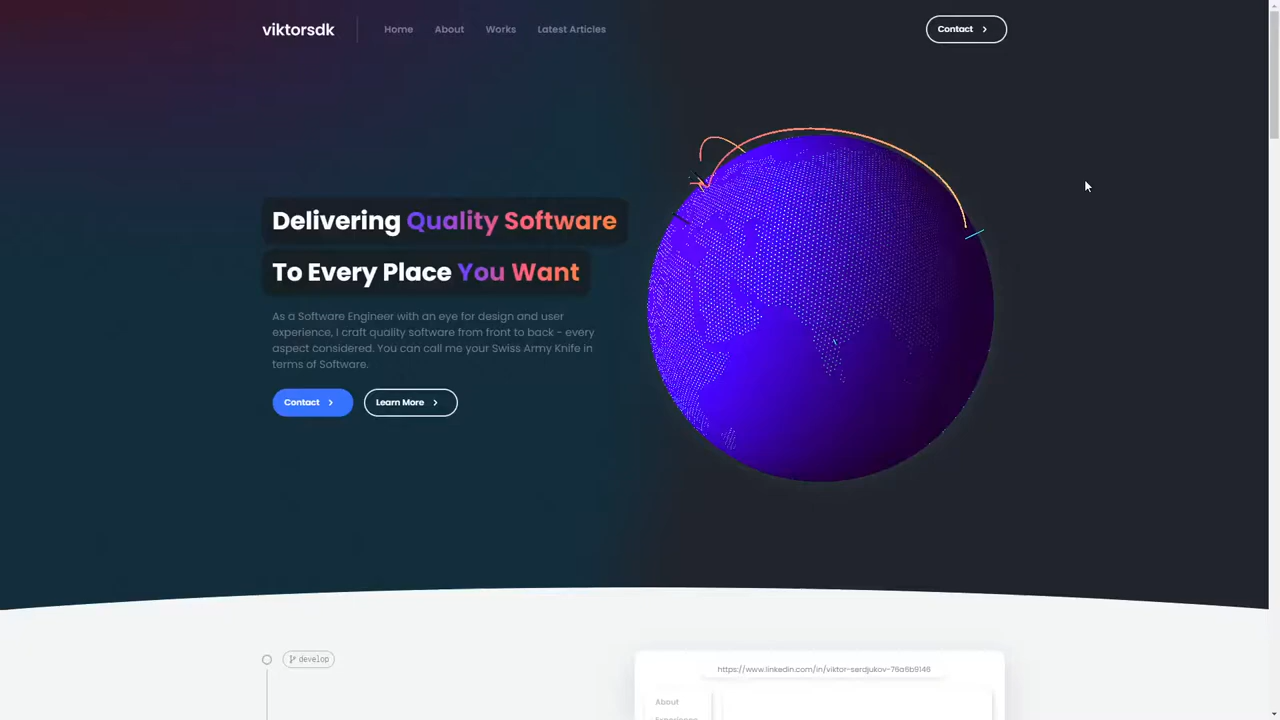 viktorsdk
Home
About
Works
Latest Articles
Contact
Delivering Quality Software
To Every Place You Want
As a Software Engineer with an eye for design and user
experience, I craft quality software from front to back - every
aspect considered. You can call me your Swiss Army Knife in
terms of Software.
Contact
Learn More
develop
https://www.linkedin.com/in/viktor-serdjukov-76a6b9146
About
Experience